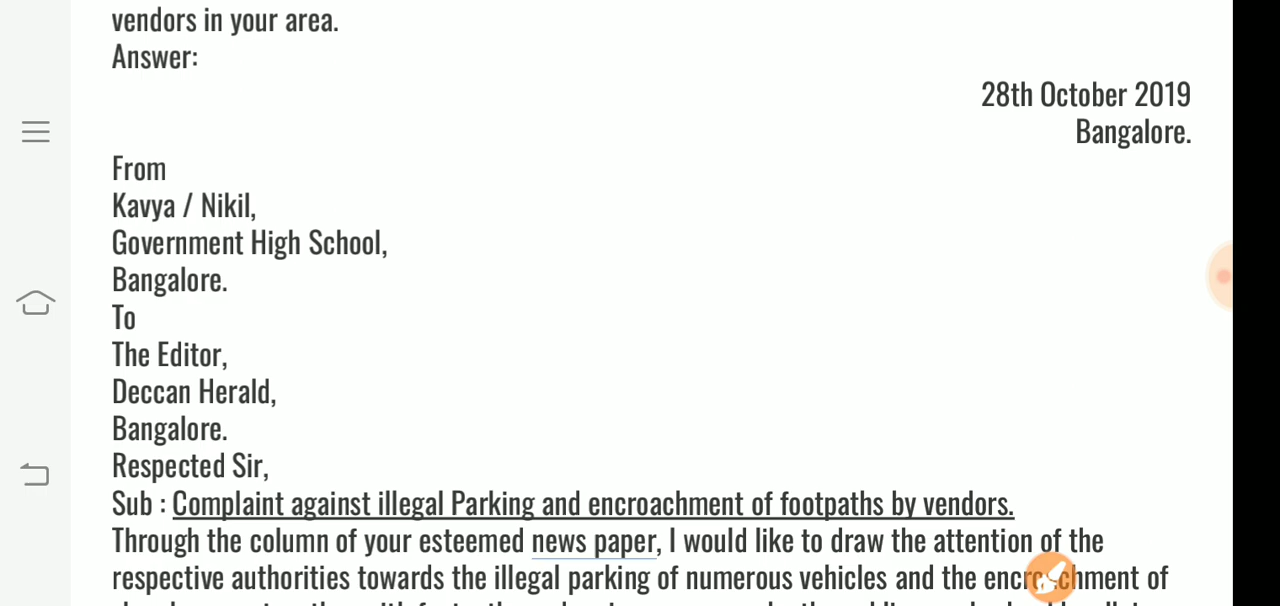 vendors in your area.
Answer:
28th October 2019
Bangalore.
From
Kavya / Nikil,
Government High School,
Bangalore.
To
The Editor,
Deccan Herald,
Bangalore.
Respected Sir,
Sub : Complaint against illegal Parking and encroachment of footpaths by vendors.
Through the column of your esteemed news paper, I would like to draw the attention of the
respective authorities towards the illegal parking of numerous vehicles and the encroachment of